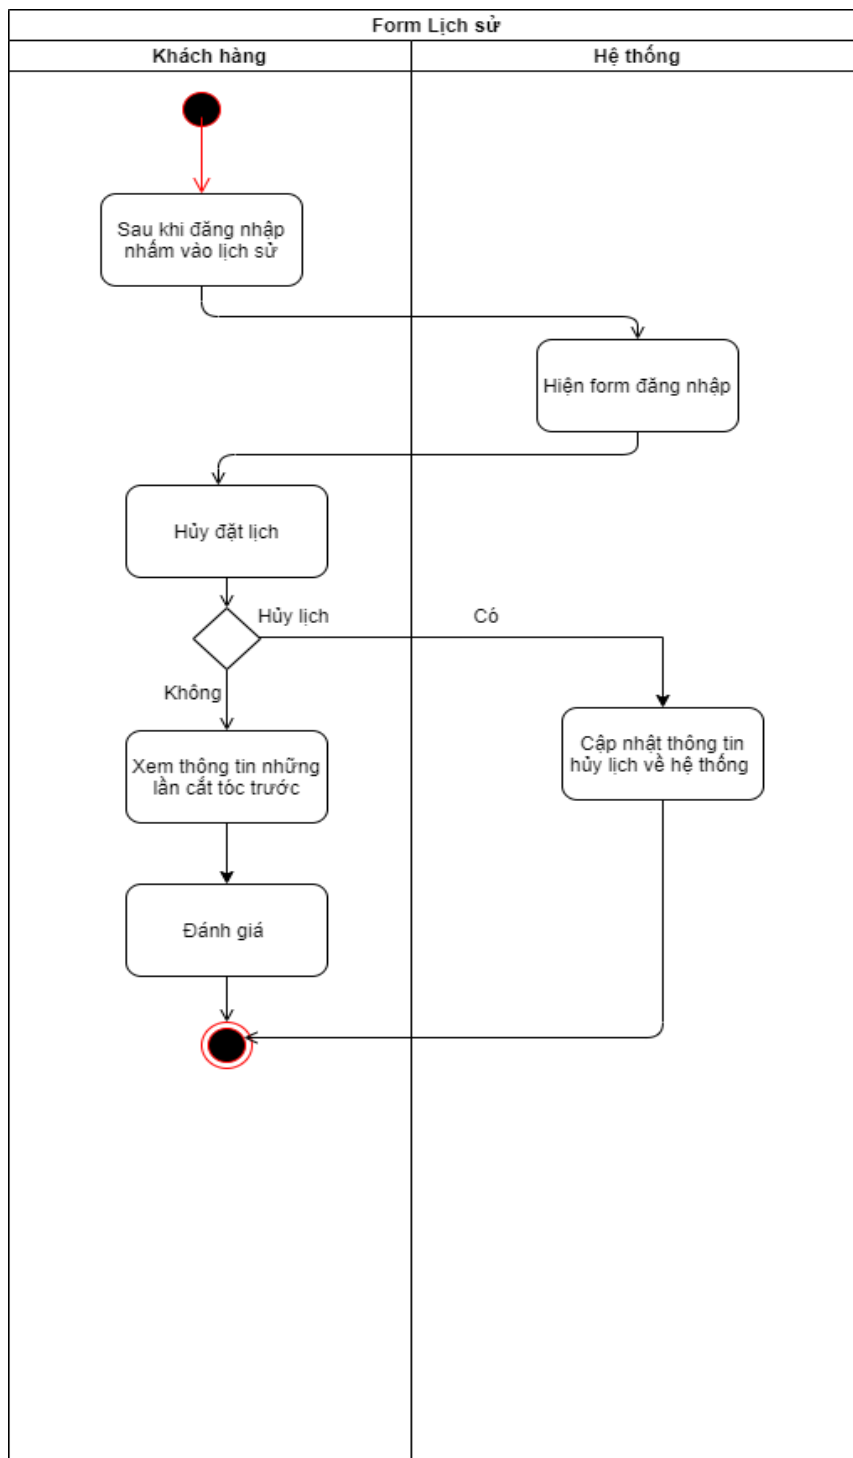 Form Lịch sử
Khách hàng
Hệ thống
Sau khi đăng nhập
nhấm vào lịch sử
Hiện form đăng nhập
Hủy đặt lịch
Hủy lịch
Có
Không
Xem thông tin những
lần cắt tóc trước
Cập nhật thông tin
hủy lịch về hệ thống
Đánh giá